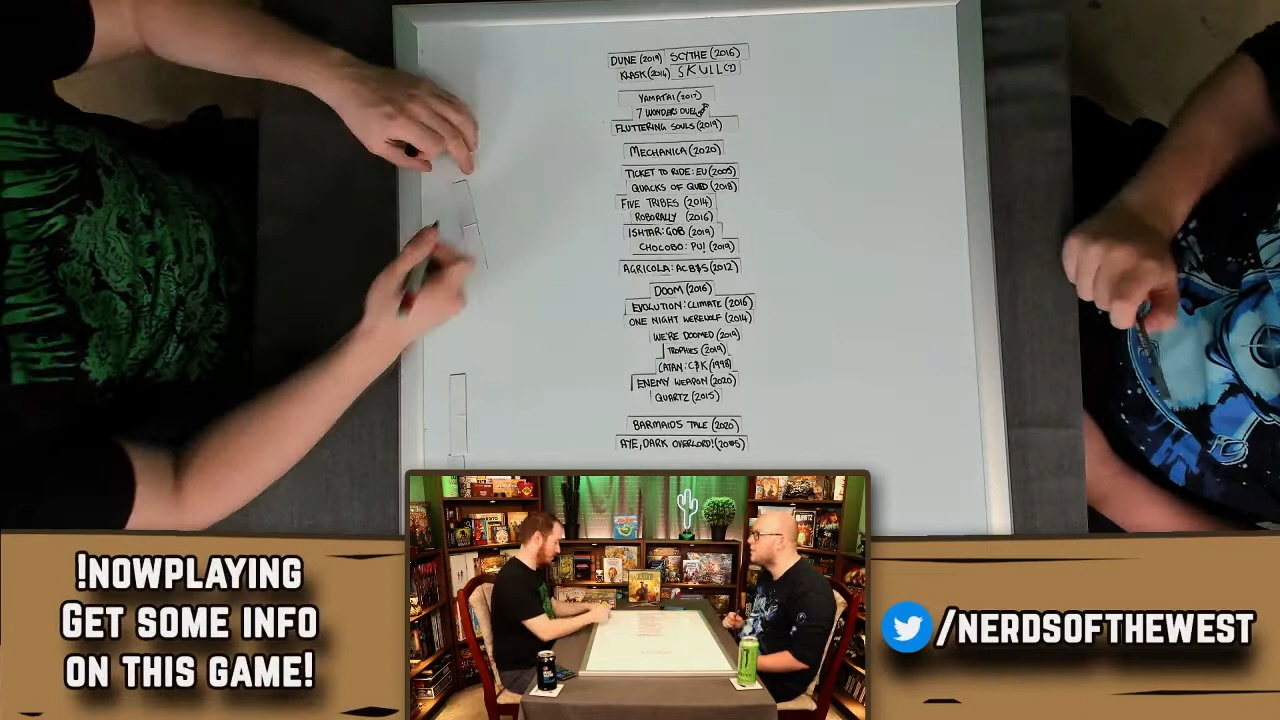 DUNE (2019) SCYTHE (2016)
KLASK (2014) SKULL (?)
YAMATAI (2017)
7 WONDERS DUEL
FLUTTERING SOULS (2019)
MECHANICA (2020)
TICKET TO RIDE: EU (2005)
QUACKS OF QUED (2018)
FIVE TRIBES (2014)
ROBORALLY (2016)
ISHTAR: GOB (2019)
CHOCOBO: PU! (2019)
AGRICOLA: ACB&S (2012)
DOOM (2016)
EVOLUTION: CLIMATE (2016)
ONE NIGHT WEREWOLF (2014)
WE'RE DOOMED (2019)
TROPHIES (2019)
CATAN: C&K (1998)
ENEMY WEAPON (2020)
QUARTZ (2015)
BARMAIDS TALE (2020)
AYE, DARK OVERLORD! (2005)
!NOWPLAYING
GET SOME INFO
ON THIS GAME!
/NERDSOFTHEWEST